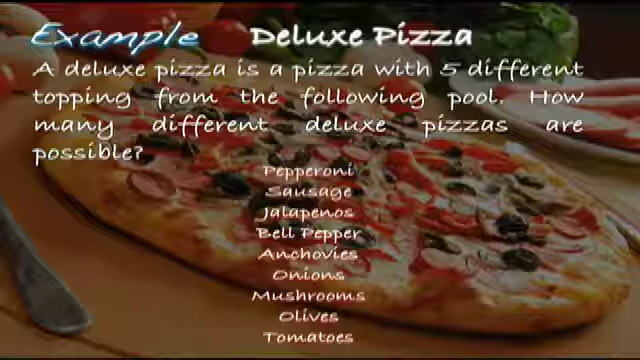 Example Deluxe Pizza
A deluxe pizza is a pizza with 5 different
topping from the following pool. How
many different deluxe pizzas are
possible?
Pepperoni
Sausage
Jalapenos
Bell Pepper
Anchovies
Onions
Mushrooms
Olives
Tomatoes